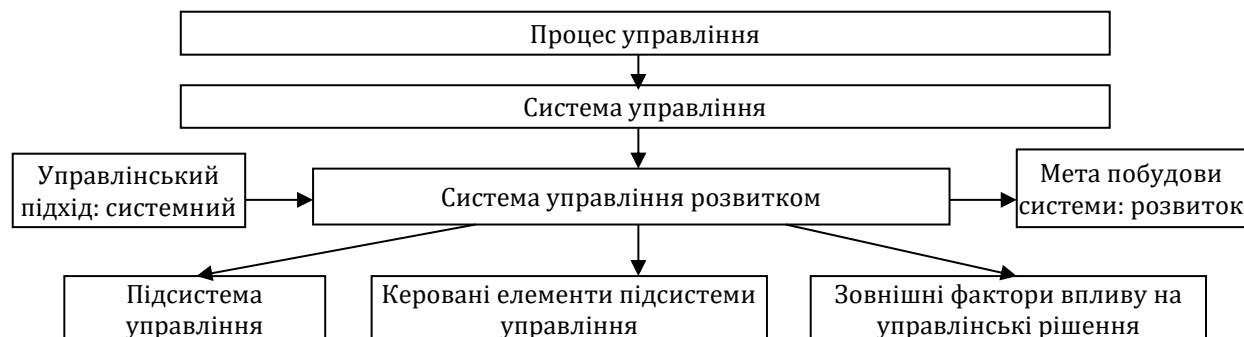 Процес управління
Система управління
Управлінський
підхід: системний
Система управління розвитком
Мета побудови
системи: розвиток
Підсистема
управління
Керовані елементи підсистеми
управління
Зовнішні фактори впливу на
управлінські рішення